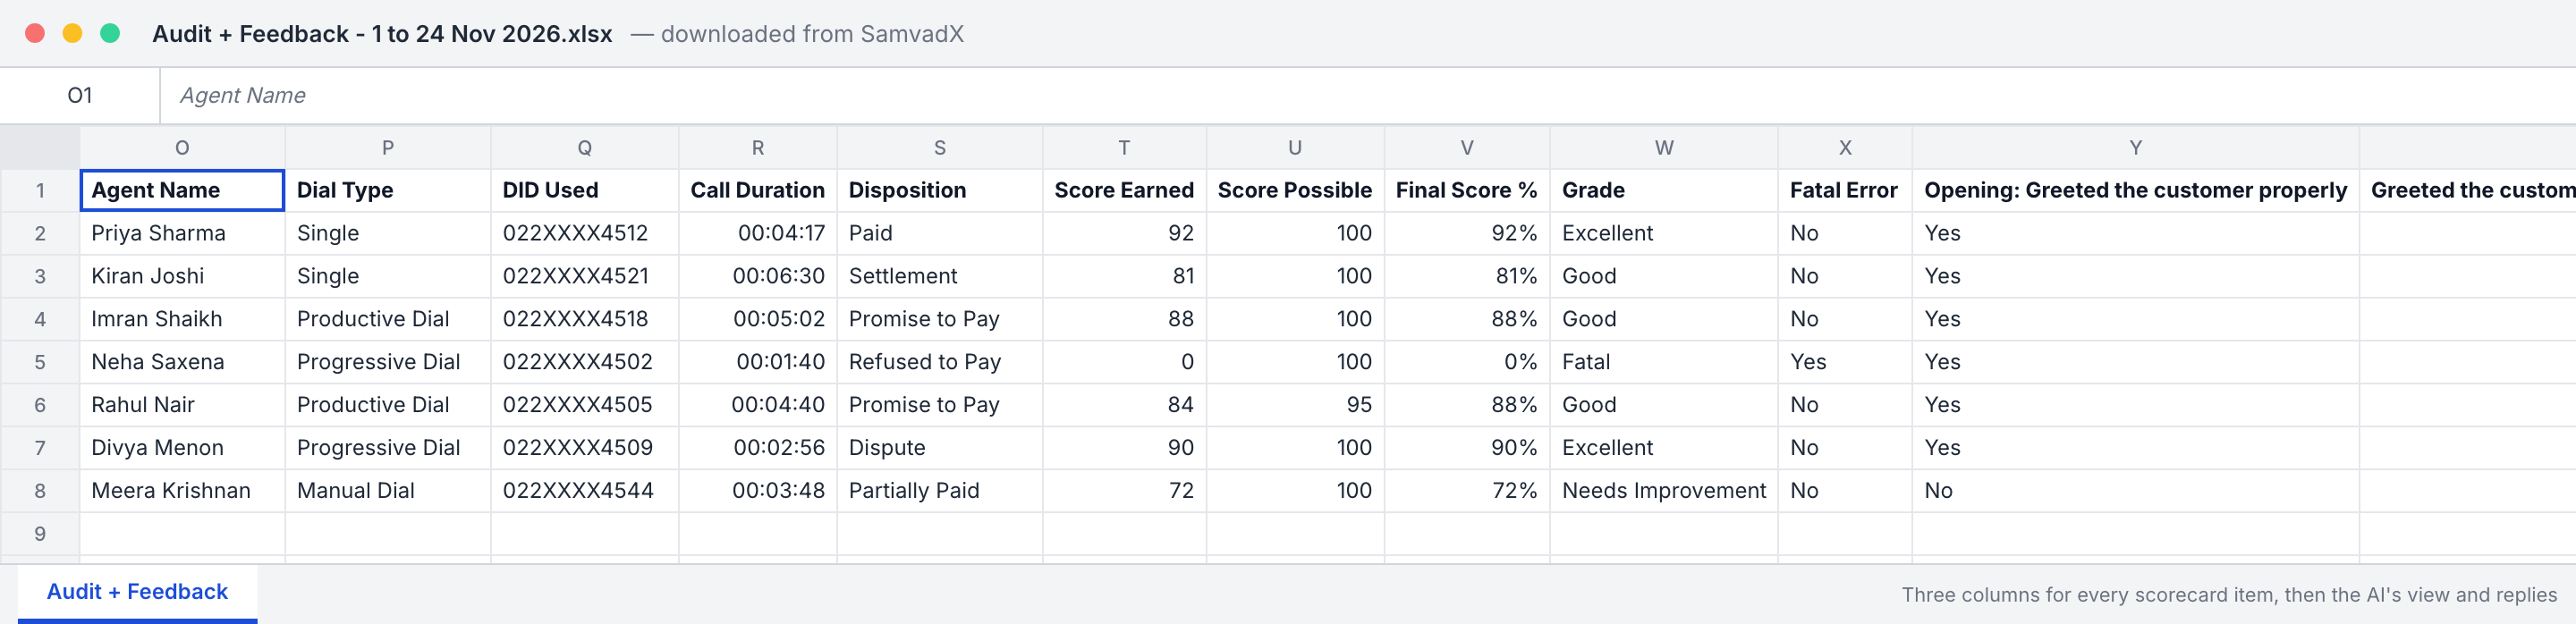 Audit + Feedback - 1 to 24 Nov 2026.xlsx — downloaded from SamvadX
O1 Agent Name
O P Q R S T U V W X Y
1 Agent Name Dial Type DID Used Call Duration Disposition Score Earned Score Possible Final Score % Grade Fatal Error Opening: Greeted the customer properly Greeted the custom
2 Priya Sharma Single 022XXXX4512 00:04:17 Paid 92 100 92% Excellent No Yes
3 Kiran Joshi Single 022XXXX4521 00:06:30 Settlement 81 100 81% Good No Yes
4 Imran Shaikh Productive Dial 022XXXX4518 00:05:02 Promise to Pay 88 100 88% Good No Yes
5 Neha Saxena Progressive Dial 022XXXX4502 00:01:40 Refused to Pay 0 100 0% Fatal Yes Yes
6 Rahul Nair Productive Dial 022XXXX4505 00:04:40 Promise to Pay 84 95 88% Good No Yes
7 Divya Menon Progressive Dial 022XXXX4509 00:02:56 Dispute 90 100 90% Excellent No Yes
8 Meera Krishnan Manual Dial 022XXXX4544 00:03:48 Partially Paid 72 100 72% Needs Improvement No No
9
Audit + Feedback Three columns for every scorecard item, then the AI's view and replies